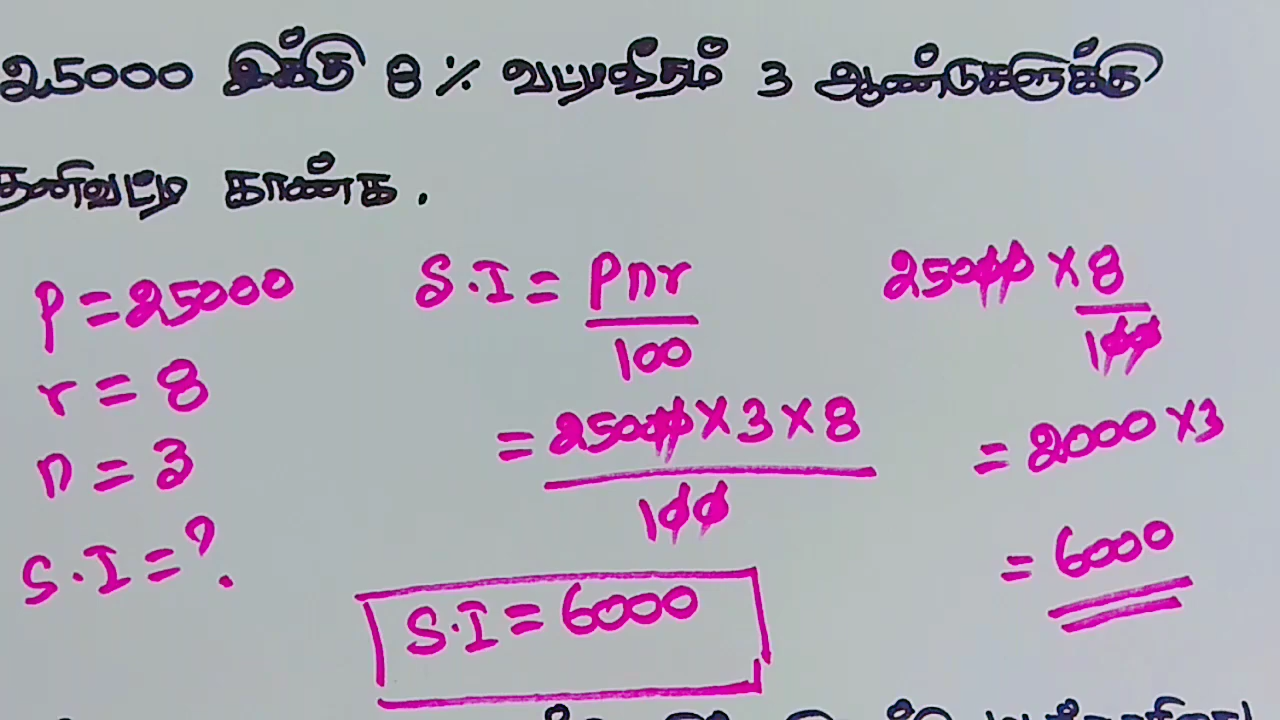 25000 இக்கு 8 % வட்டிவீதம் 3 ஆண்டுகளுக்கு
தனிவட்டி காண்க .
P = 25000
r = 8
n = 3
S.I = ?
S.I = Pnr
100
= 25000 × 3 × 8
100
S.I = 6000
25000 × 8
100
= 2000 × 3
= 6000